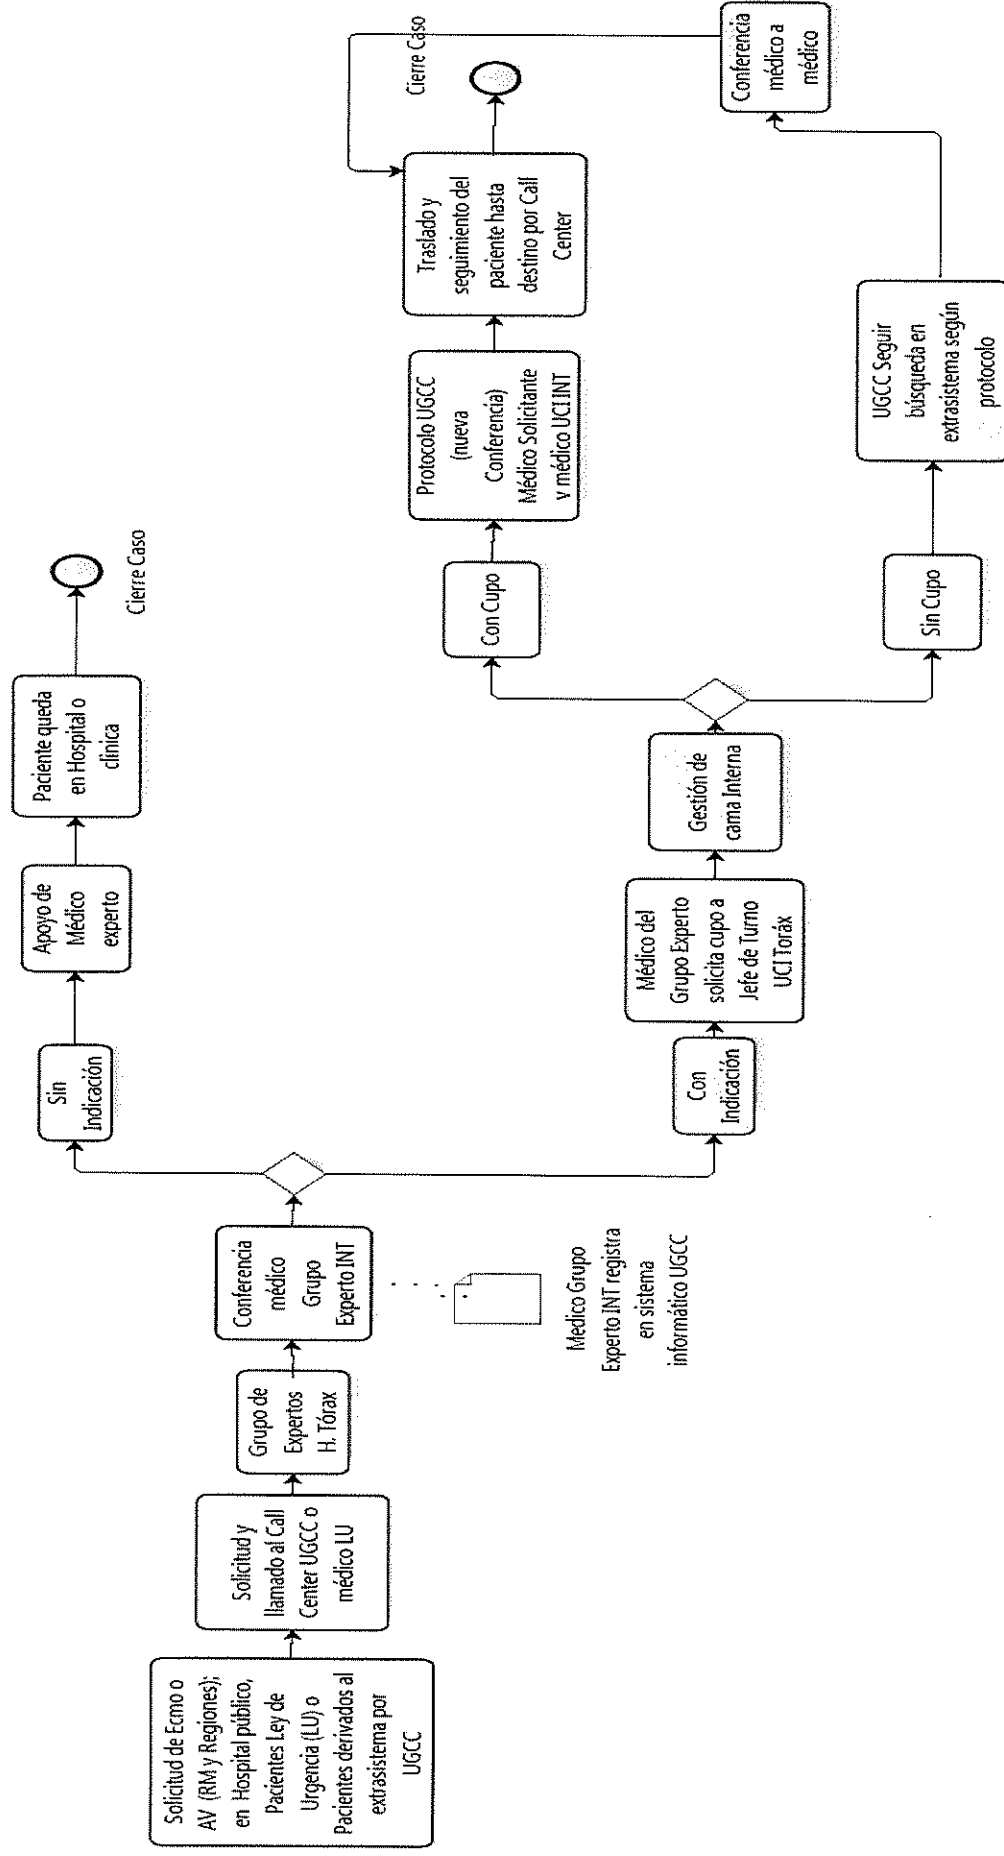 Solicitud de Ecmo o
AV (RM y Regiones);
en Hospital público,
Pacientes Ley de
Urgencia (LU) o
Pacientes derivados al
extrasistema por
UGCC
Solicitud y
llamado al Call
Center UGCC o
médico LU
Grupo de
Expertos
H. Tórax
Conferencia
médico
Grupo
Experto INT
Medico Grupo
Experto INT registra
en sistema
informático UGCC
Sin
Indicación
Apoyo de
Médico
experto
Paciente queda
en Hospital o
clínica
Cierre Caso
Con
Indicación
Médico del
Grupo Experto
solicita cupo a
Jefe de Turno
UCI Toráx
Gestión de
cama Interna
Con Cupo
Protocolo UGCC
(nueva
Conferencia)
Médico Solicitante
v médico UCI INT
Traslado y
seguimiento del
paciente hasta
destino por Call
Center
Cierre Caso
Sin Cupo
UGCC Seguir
búsqueda en
extrasistema según
protocolo
Conferencia
médico a
médico